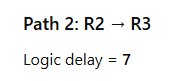 Path 2: R2 → R3
Logic delay = 7